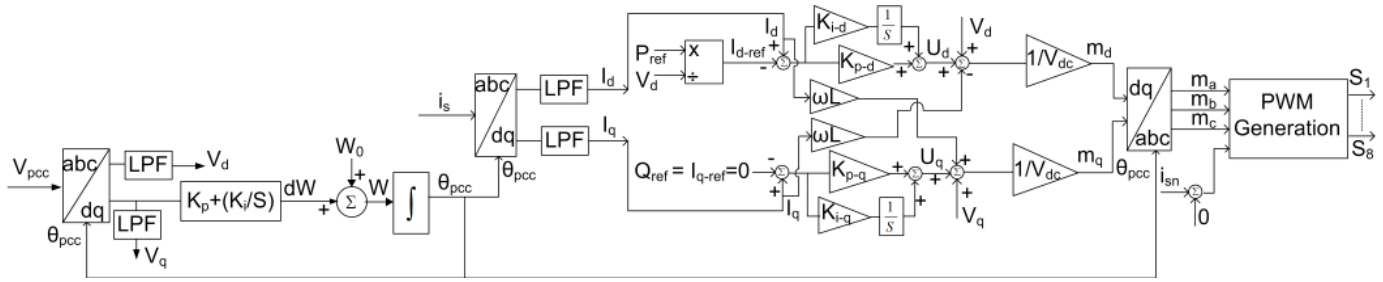 V_pcc
abc
dq
θ_pcc
LPF
V_d
LPF
V_q
K_p+(K_i/S)
dW
W_0
+
+
Σ
W
∫
θ_pcc
i_s
abc
dq
θ_pcc
LPF
I_d
LPF
I_q
P_ref
V_d
x
÷
I_d-ref
I_d
+
-
Σ
K_i-d
1/S
K_p-d
+
+
Σ
U_d
V_d
+
+
-
Σ
1/V_dc
m_d
ωL
ωL
Q_ref = I_q-ref=0
-
+
Σ
I_q
K_p-q
K_i-q
1/S
+
+
Σ
U_q
+
+
+
Σ
V_q
1/V_dc
m_q
dq
abc
θ_pcc
m_a
m_b
m_c
i_sn
Σ
0
PWM
Generation
S_1
S_8